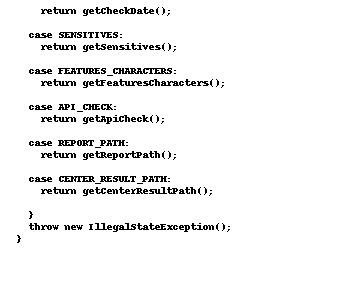 return getCheckDate();
case SENSITIVES:
return getSensitives();
case FEATURES_CHARACTERS:
return getFeaturesCharacters();
case API_CHECK:
return getApiCheck();
case REPORT_PATH:
return getReportPath();
case CENTER_RESULT_PATH:
return getCenterResultPath();
}
throw new IllegalStateException();
}